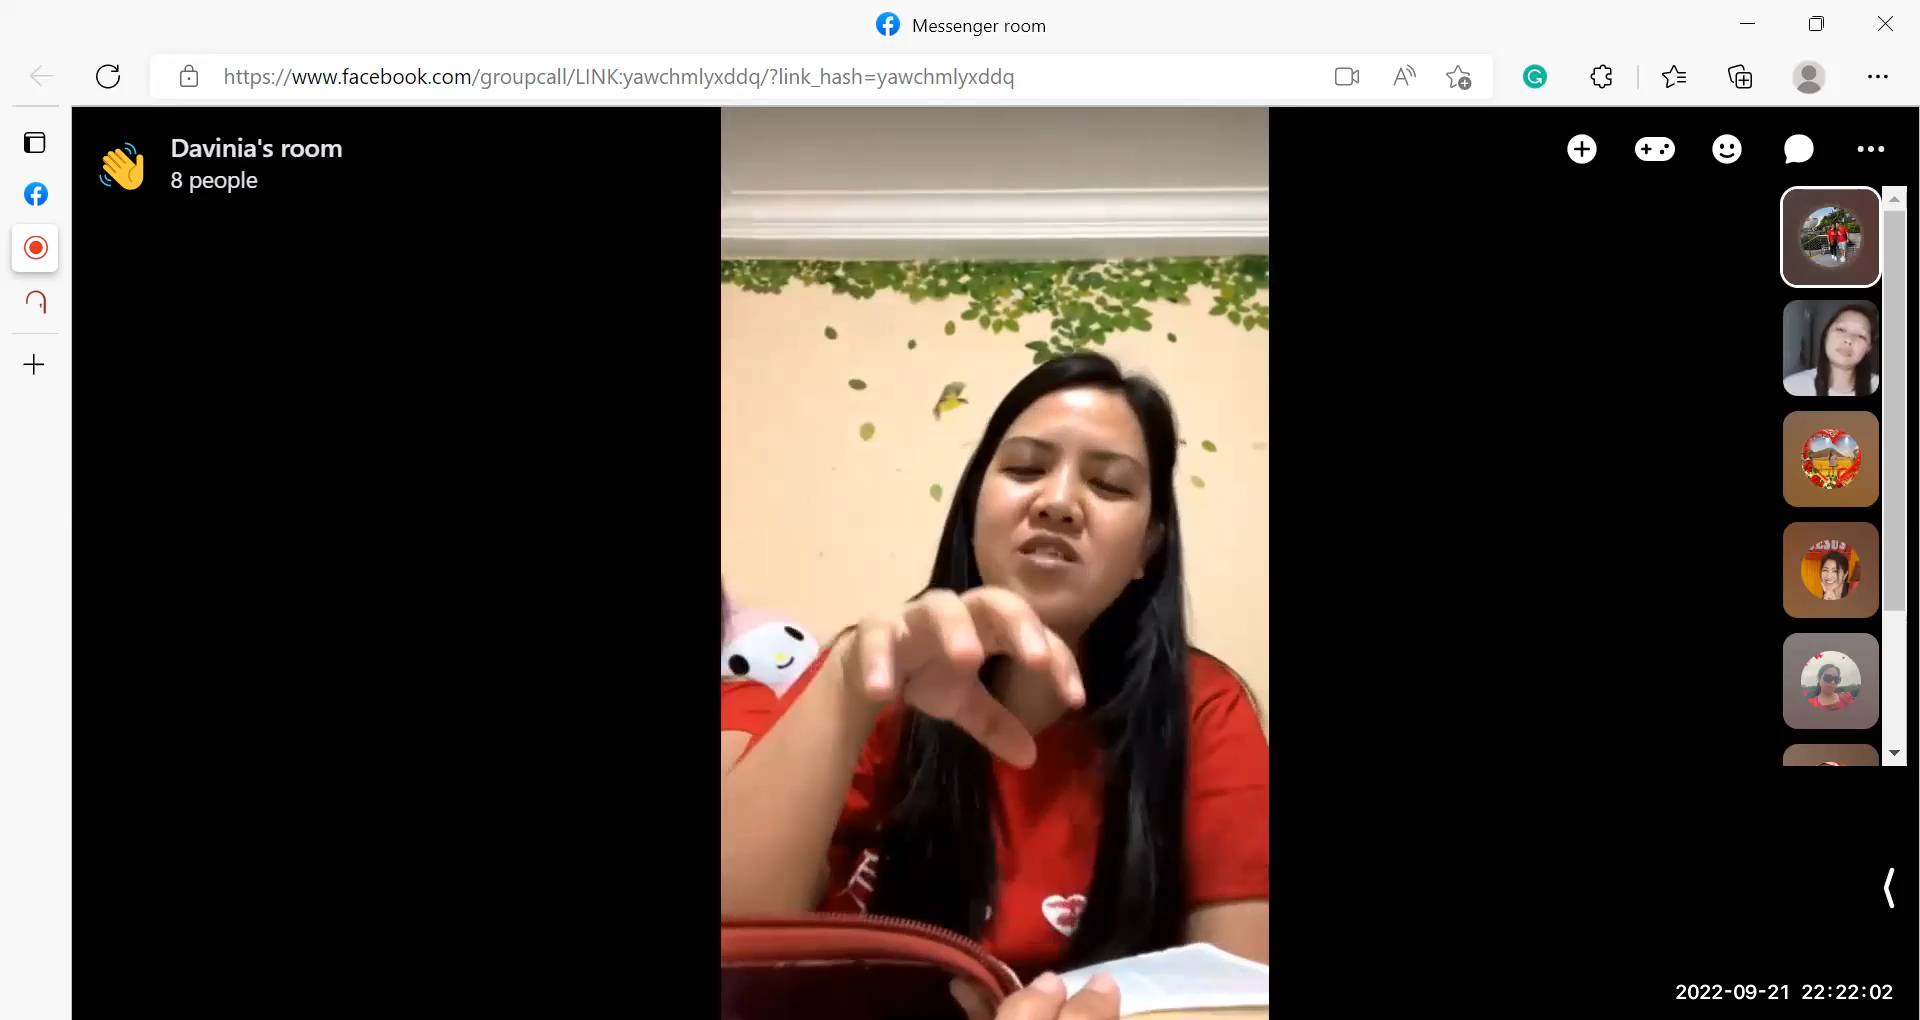 Messenger room
https://www.facebook.com/groupcall/LINK:yawchmlyxddq/?link_hash=yawchmlyxddq
Davinia's room
8 people
JESUS
2022-09-21 22:22:02